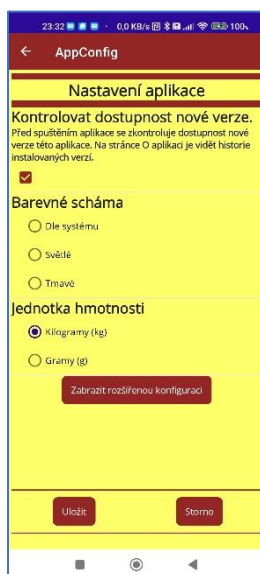 23:32 0,0 KB/s 100%
AppConfig
Nastavení aplikace
Kontrolovat dostupnost nové verze.
Před spuštěním aplikace se zkontroluje dostupnost nové
verze této aplikace. Na stránce O aplikaci je vidět historie
instalovaných verzí.
Barevné scháma
Dle systému
Světlé
Tmavé
Jednotka hmotnosti
Kilogramy (kg)
Gramy (g)
Zobrazit rozšířenou konfiguraci
Uložit Storno